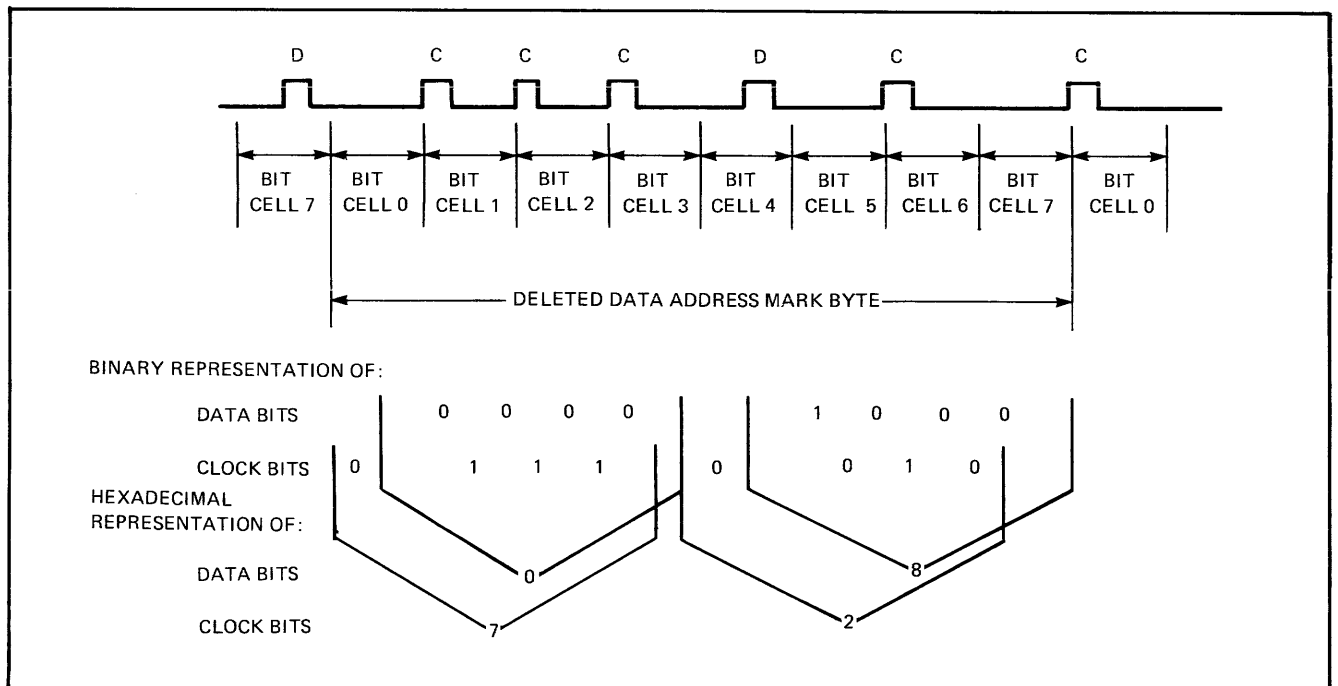 D C C C D C C
BIT CELL 7
BIT CELL 0
BIT CELL 1
BIT CELL 2
BIT CELL 3
BIT CELL 4
BIT CELL 5
BIT CELL 6
BIT CELL 7
BIT CELL 0
DELETED DATA ADDRESS MARK BYTE
BINARY REPRESENTATION OF:
DATA BITS 0 0 0 0 1 0 0 0
CLOCK BITS 0 1 1 1 0 0 1 0
HEXADECIMAL
REPRESENTATION OF:
DATA BITS 0 8
CLOCK BITS 7 2